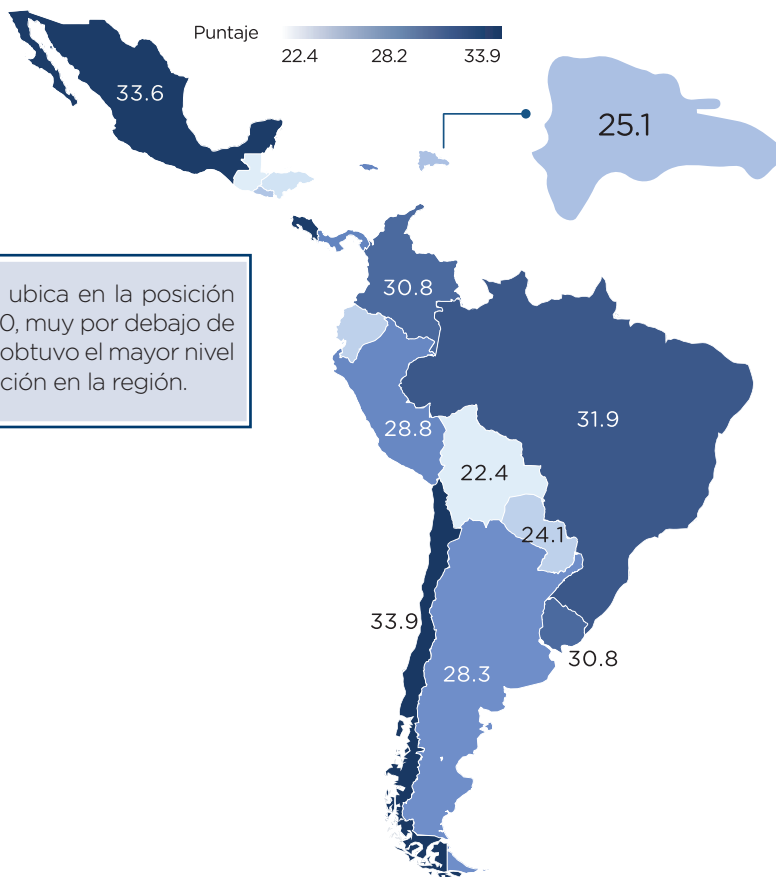 Puntaje
22.4 28.2 33.9
33.6
25.1
ubica en la posición
0, muy por debajo de
obtuvo el mayor nivel
ción en la región.
30.8
31.9
28.8
22.4
24.1
33.9
30.8
28.3